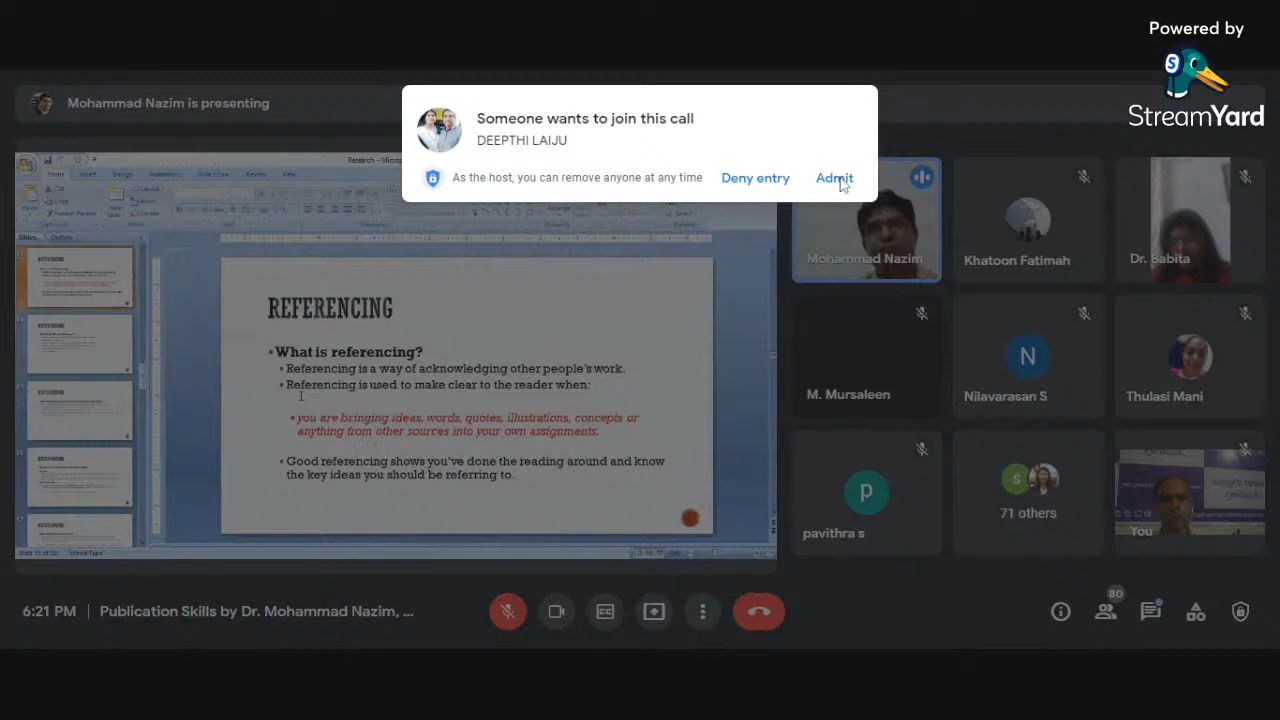 Powered by
StreamYard
Mohammad Nazim is presenting
Someone wants to join this call
DEEPTHI LAIJU
As the host, you can remove anyone at any time
Deny entry
Admit
Research -
Home
Slides
Outline
REFERENCING
What is referencing?
Referencing is a way of acknowledging other people's work.
Referencing is used to make clear to the reader when:
you are bringing ideas, words, quotes, illustrations, concepts or
anything from other sources into your own assignments.
Good referencing shows you've done the reading around and know
the key ideas you should be referring to.
Mohammad Nazim
Khatoon Fatimah
Dr. Babita
M. Mursaleen
N
Nilavarasan S
Thulasi Mani
p
pavithra s
S
71 others
You
6:21 PM
Publication Skills by Dr. Mohammad Nazim, ...
80